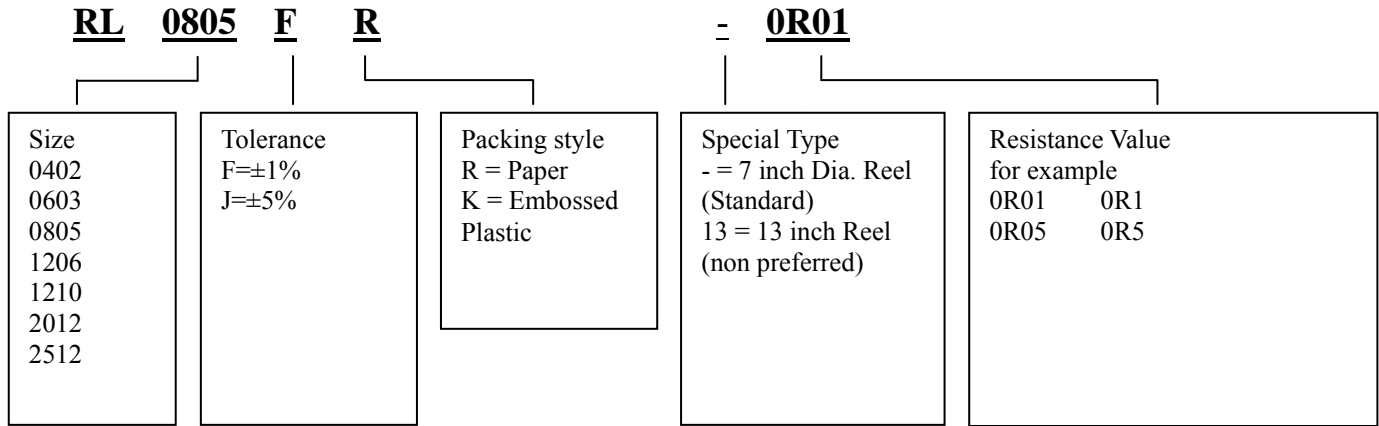 RL 0805 F R - 0R01
Size
0402
0603
0805
1206
1210
2012
2512
Tolerance
F=±1%
J=±5%
Packing style
R = Paper
K = Embossed
Plastic
Special Type
- = 7 inch Dia. Reel
(Standard)
13 = 13 inch Reel
(non preferred)
Resistance Value
for example
0R01 0R1
0R05 0R5